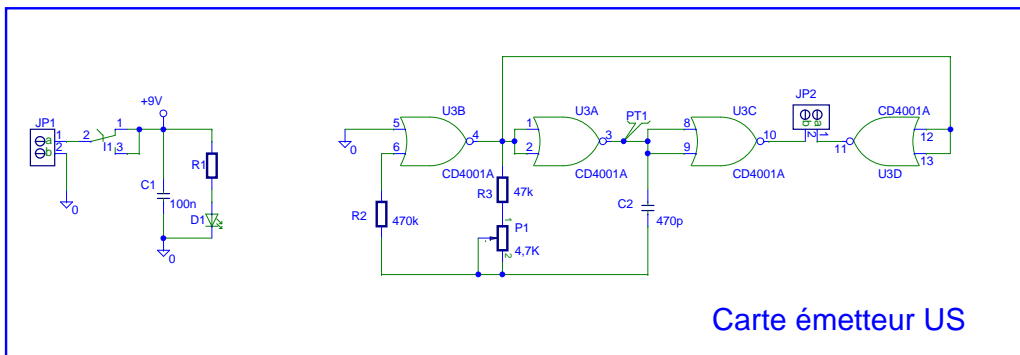 JP1
a
b
1
2
2
I1
1
3
+9V
C1
100n
0
0
R1
D1
0
5
6
U3B
4
CD4001A
R2
470k
R3
47k
1
P1
4,7K
2
1
2
U3A
3
CD4001A
PT1
C2
470p
8
9
U3C
10
CD4001A
JP2
b
a
2
1
11
CD4001A
12
13
U3D
Carte émetteur US